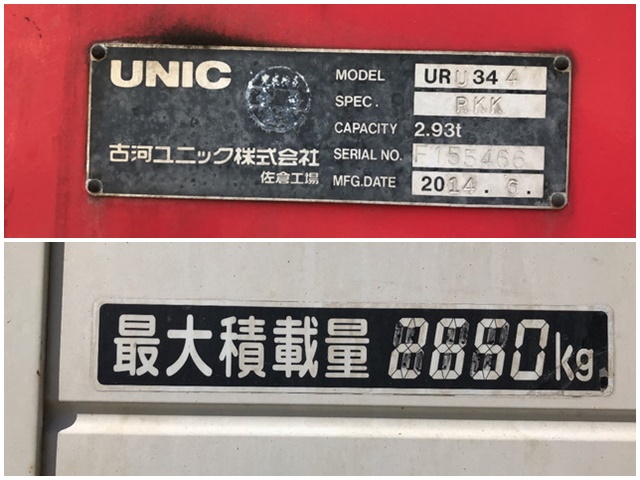 UNIC
MODEL URU344
SPEC. RKK
CAPACITY 2.93t
古河ユニック株式会社
SERIAL NO. F155466
佐倉工場
MFG.DATE 2014.6.
最大積載量 2880kg